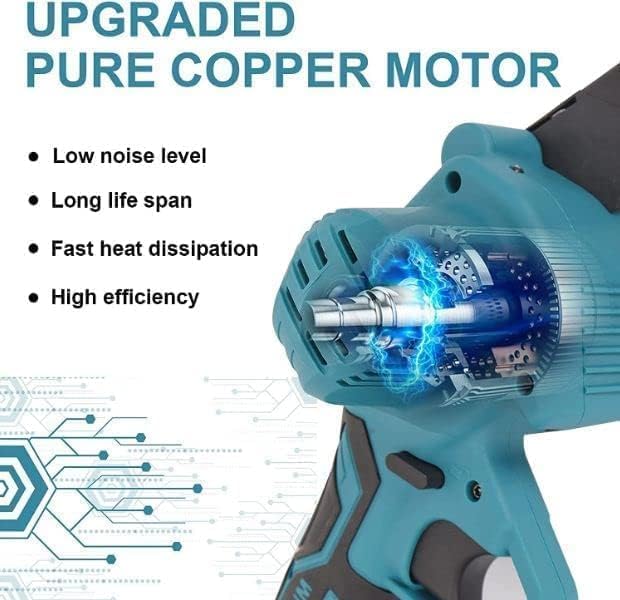 UPGRADED
PURE COPPER MOTOR
• Low noise level
• Long life span
• Fast heat dissipation
• High efficiency